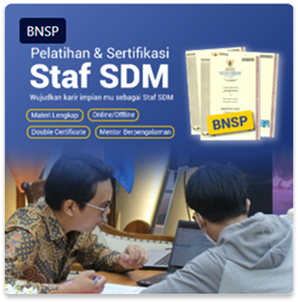 BNSP
Pelatihan & Sertifikasi
Staf SDM
Wujudkan karir impian mu sebagai Staf SDM
Materi Lengkap
Online/Offline
Double Certificate
Mentor Berpengalaman
BNSP